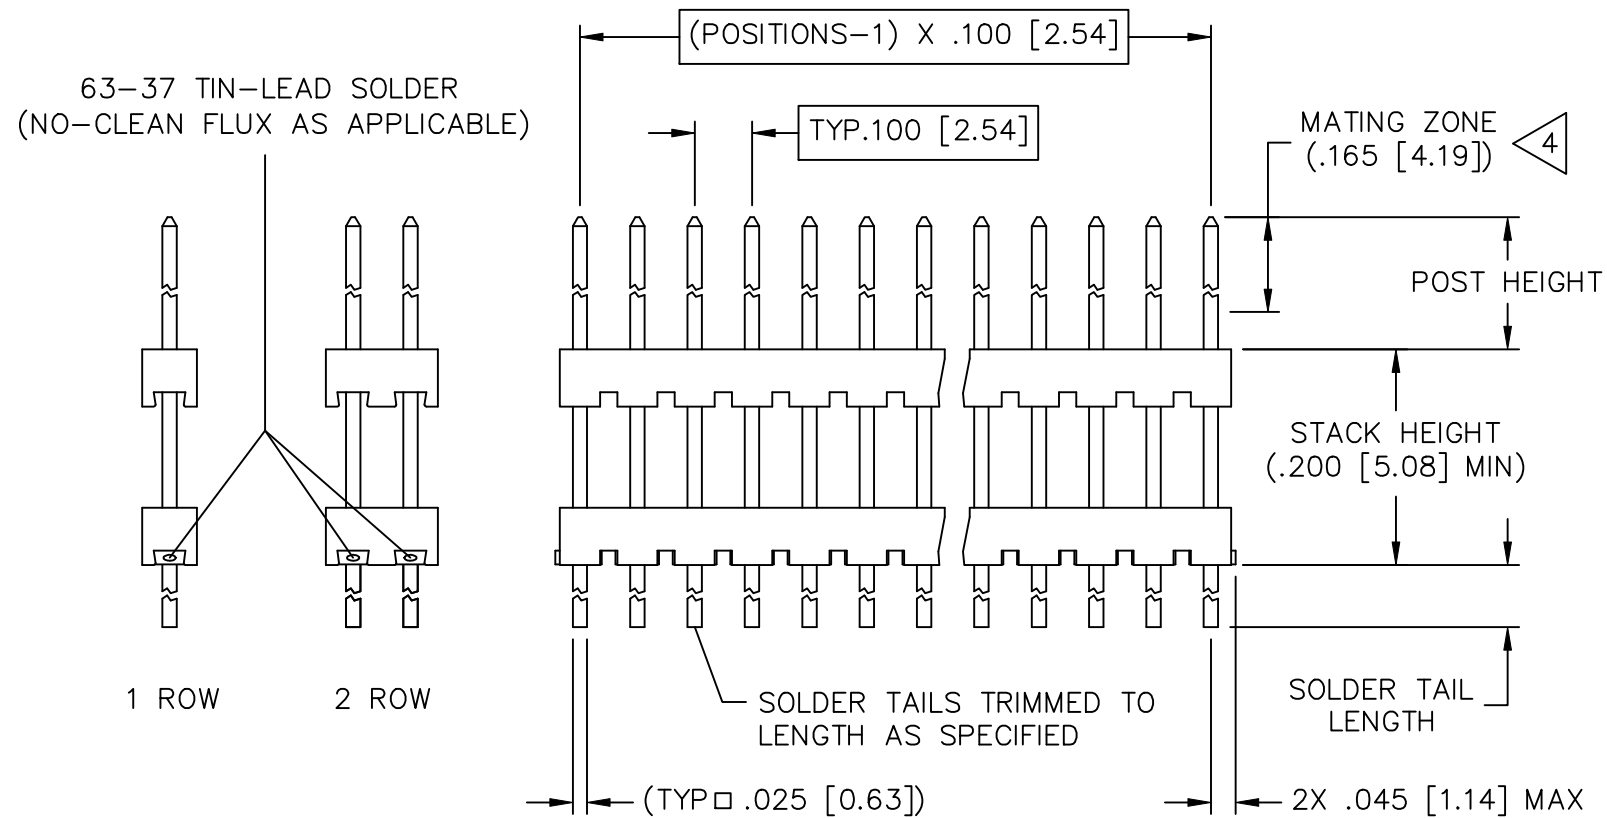 (POSITIONS-1) X .100 [2.54]
63-37 TIN-LEAD SOLDER
(NO-CLEAN FLUX AS APPLICABLE)
TYP.100 [2.54]
MATING ZONE
(.165 [4.19])
4
POST HEIGHT
STACK HEIGHT
(.200 [5.08] MIN)
1 ROW
2 ROW
SOLDER TAILS TRIMMED TO
LENGTH AS SPECIFIED
SOLDER TAIL
LENGTH
(TYP□ .025 [0.63])
2X .045 [1.14] MAX